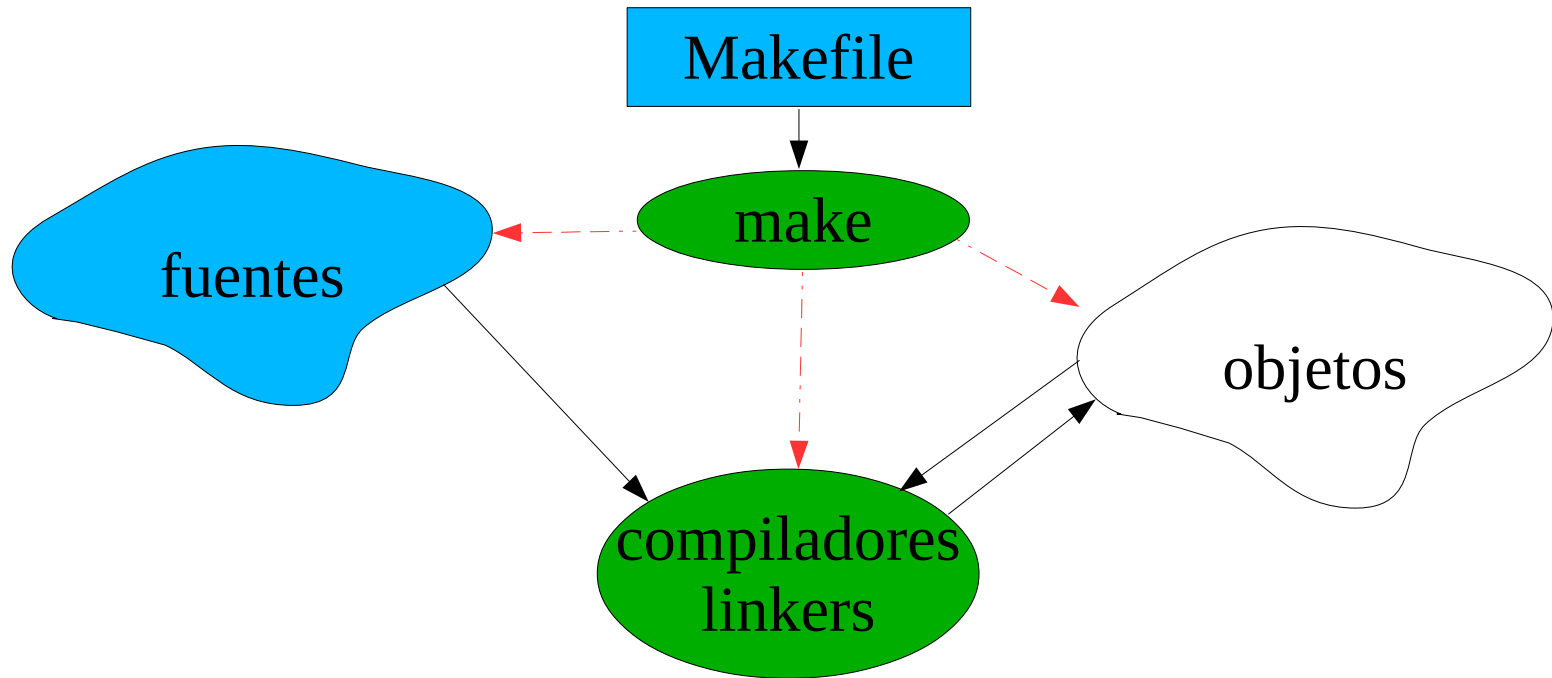 Makefile
make
fuentes
objetos
compiladores
linkers